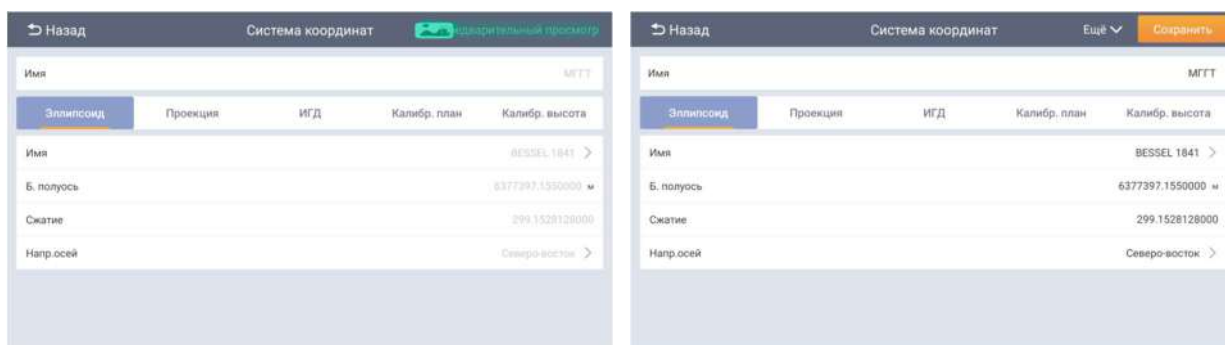 Назад Система координат едварительный просмотр
Имя МГГТ
Эллипсоид Проекция ИГД Калибр. план Калибр. высота
Имя BESSEL 1841
Б. полуось 6377397.1550000 м
Сжатие 299.1528128000
Напр.осей Северо-восток
Назад Система координат Ещё Сохранить
Имя МГГТ
Эллипсоид Проекция ИГД Калибр. план Калибр. высота
Имя BESSEL 1841
Б. полуось 6377397.1550000 м
Сжатие 299.1528128000
Напр.осей Северо-восток